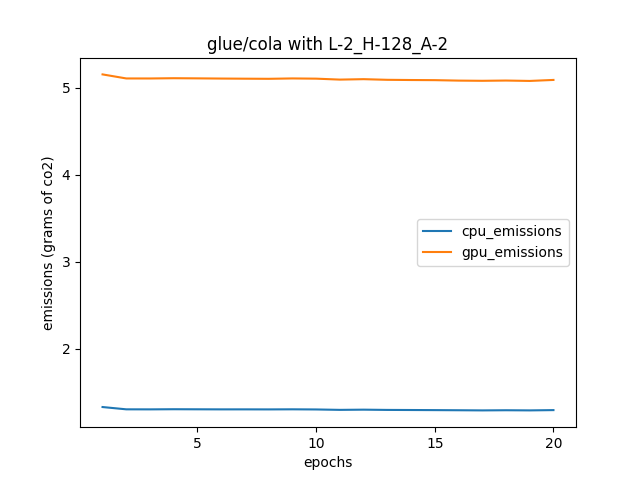 glue/cola with L-2_H-128_A-2
emissions (grams of co2)
5
4
3
2
cpu_emissions
gpu_emissions
5
10
15
20
epochs